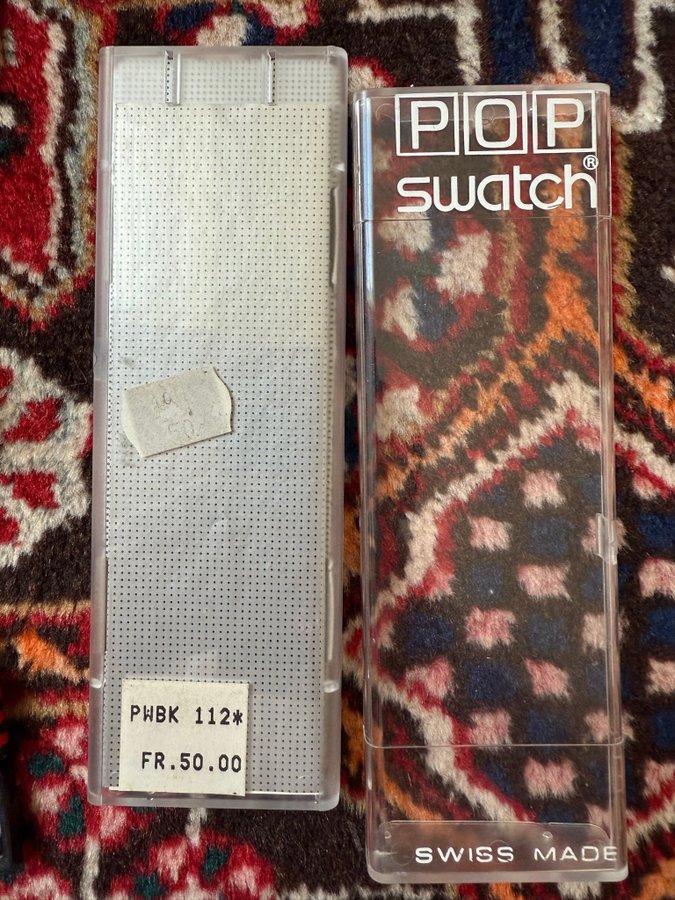 PWBK 112*
FR.50.00
POP
swatch®
SWISS MADE